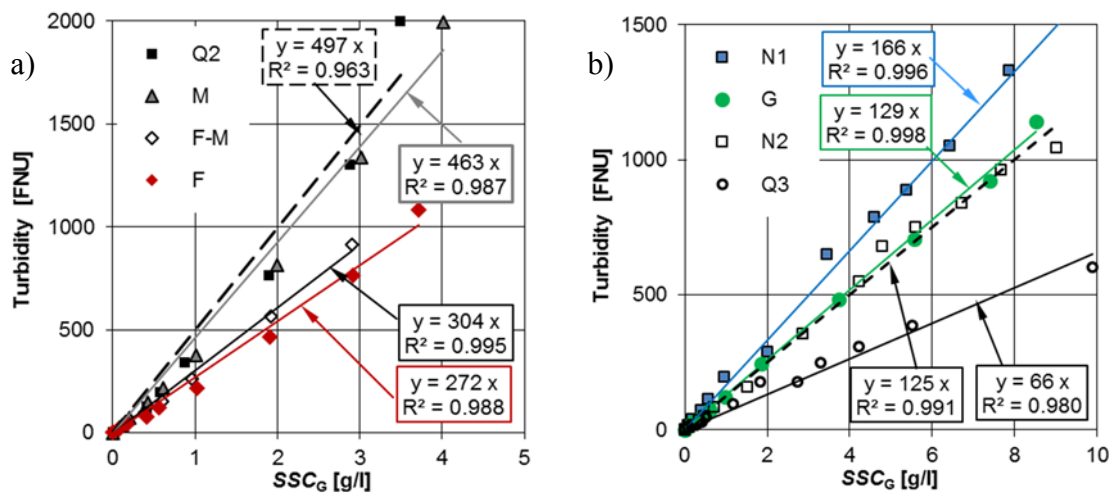 a)
Turbidity [FNU]
2000
1500
1000
500
0
0 1 2 3 4 5
SSC_G [g/l]
Q2
M
F-M
F
y = 497 x
R² = 0.963
y = 463 x
R² = 0.987
y = 304 x
R² = 0.995
y = 272 x
R² = 0.988
b)
Turbidity [FNU]
1500
1000
500
0
0 2 4 6 8 10
SSC_G [g/l]
N1
G
N2
Q3
y = 166 x
R² = 0.996
y = 129 x
R² = 0.998
y = 125 x
R² = 0.991
y = 66 x
R² = 0.980